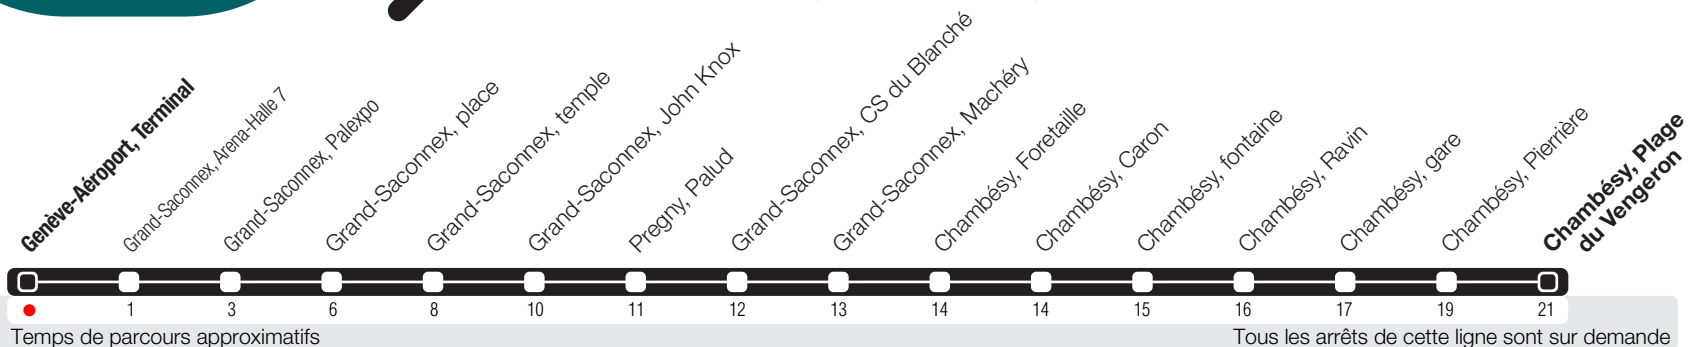 Genève-Aéroport, Terminal
Grand-Saconnex, Arena-Halle 7
Grand-Saconnex, Palexpo
Grand-Saconnex, place
Grand-Saconnex, temple
Grand-Saconnex, John Knox
Pregny, Palud
Grand-Saconnex, CS du Blanché
Grand-Saconnex, Machéry
Chambésy, Foretaille
Chambésy, Caron
Chambésy, fontaine
Chambésy, Ravin
Chambésy, gare
Chambésy, Pierrière
Chambésy, Plage
du Vengeron
1 3 6 8 10 11 12 13 14 14 15 16 17 19 21
Temps de parcours approximatifs
Tous les arrêts de cette ligne sont sur demande